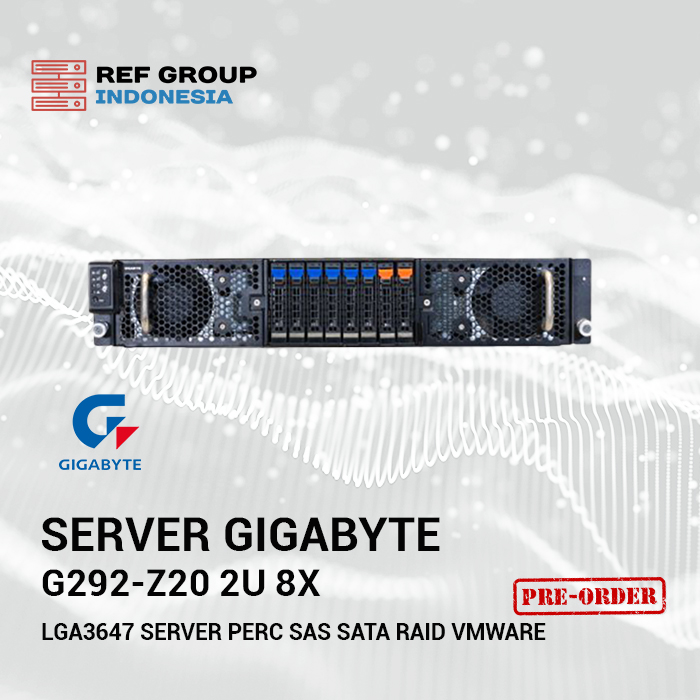 REF GROUP
INDONESIA
GIGABYTE
SERVER GIGABYTE
G292-Z20 2U 8X
PRE-ORDER
LGA3647 SERVER PERC SAS SATA RAID VMWARE